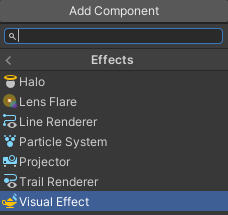 Add Component
Effects
Halo
Lens Flare
Line Renderer
Particle System
Projector
Trail Renderer
Visual Effect